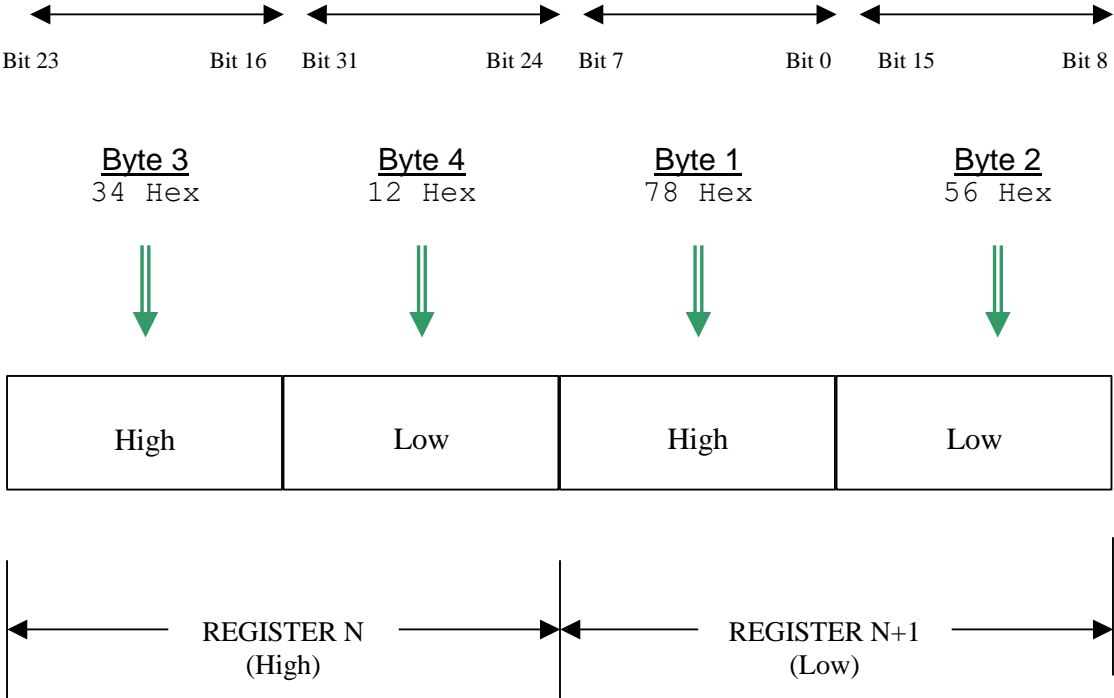 Bit 23 Bit 16 Bit 31 Bit 24 Bit 7 Bit 0 Bit 15 Bit 8
Byte 3 Byte 4 Byte 1 Byte 2
34 Hex 12 Hex 78 Hex 56 Hex
High Low High Low
REGISTER N REGISTER N+1
(High) (Low)